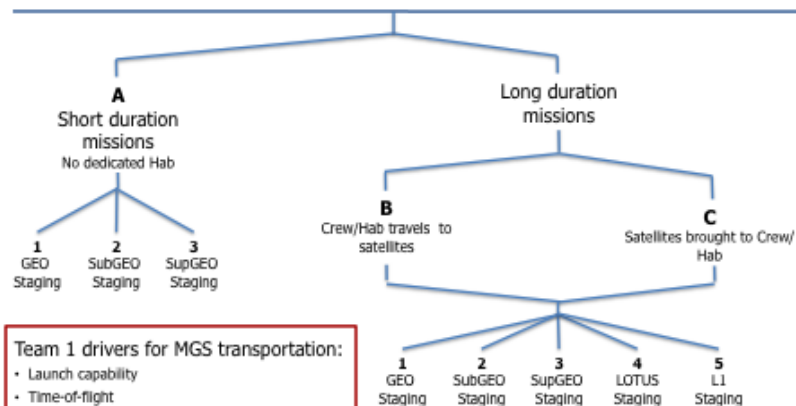 A
Short duration
missions
No dedicated Hab
Long duration
missions
B
Crew/Hab travels to
satellites
C
Satellites brought to Crew/
Hab
1
GEO
Staging
2
SubGEO
Staging
3
SupGEO
Staging
Team 1 drivers for MGS transportation:
• Launch capability
• Time-of-flight
1
GEO
Staging
2
SubGEO
Staging
3
SupGEO
Staging
4
LOTUS
Staging
5
L1
Staging